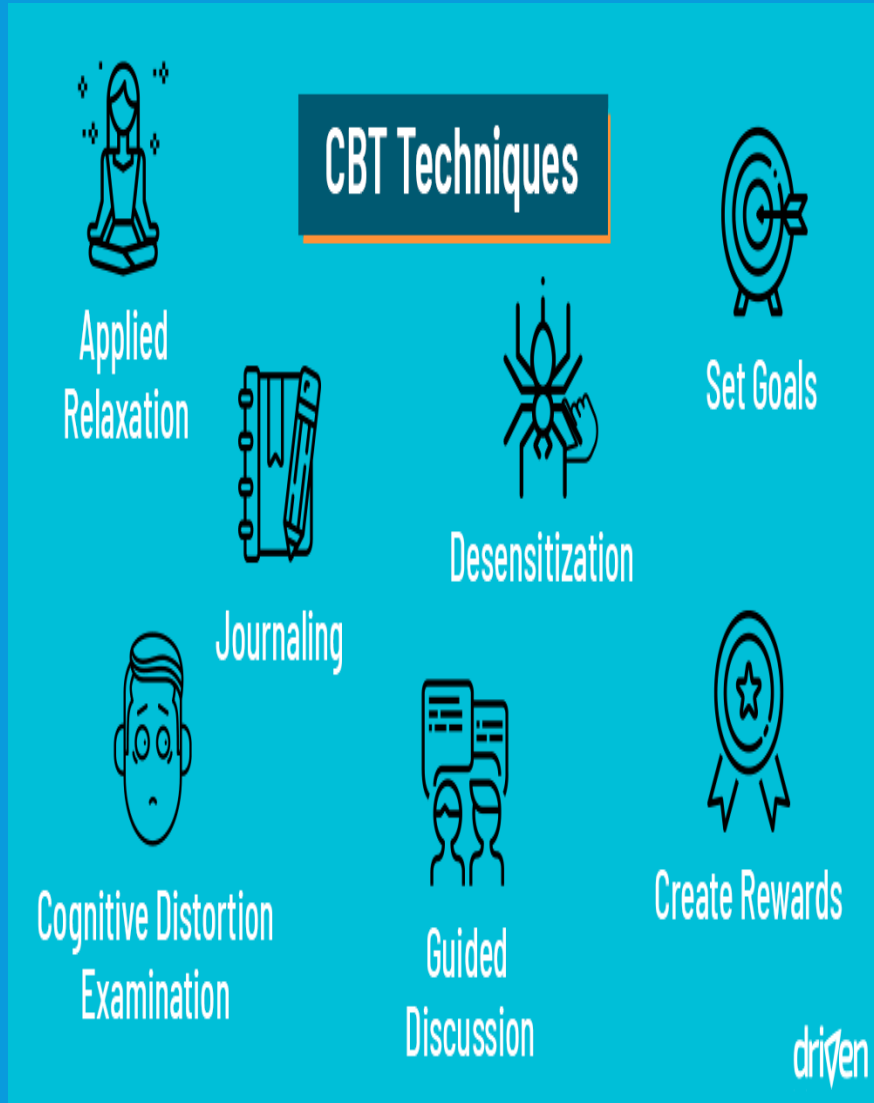 CBT Techniques
Applied
Relaxation
Set Goals
Journaling
Desensitization
Cognitive Distortion
Examination
Guided
Discussion
Create Rewards
driven